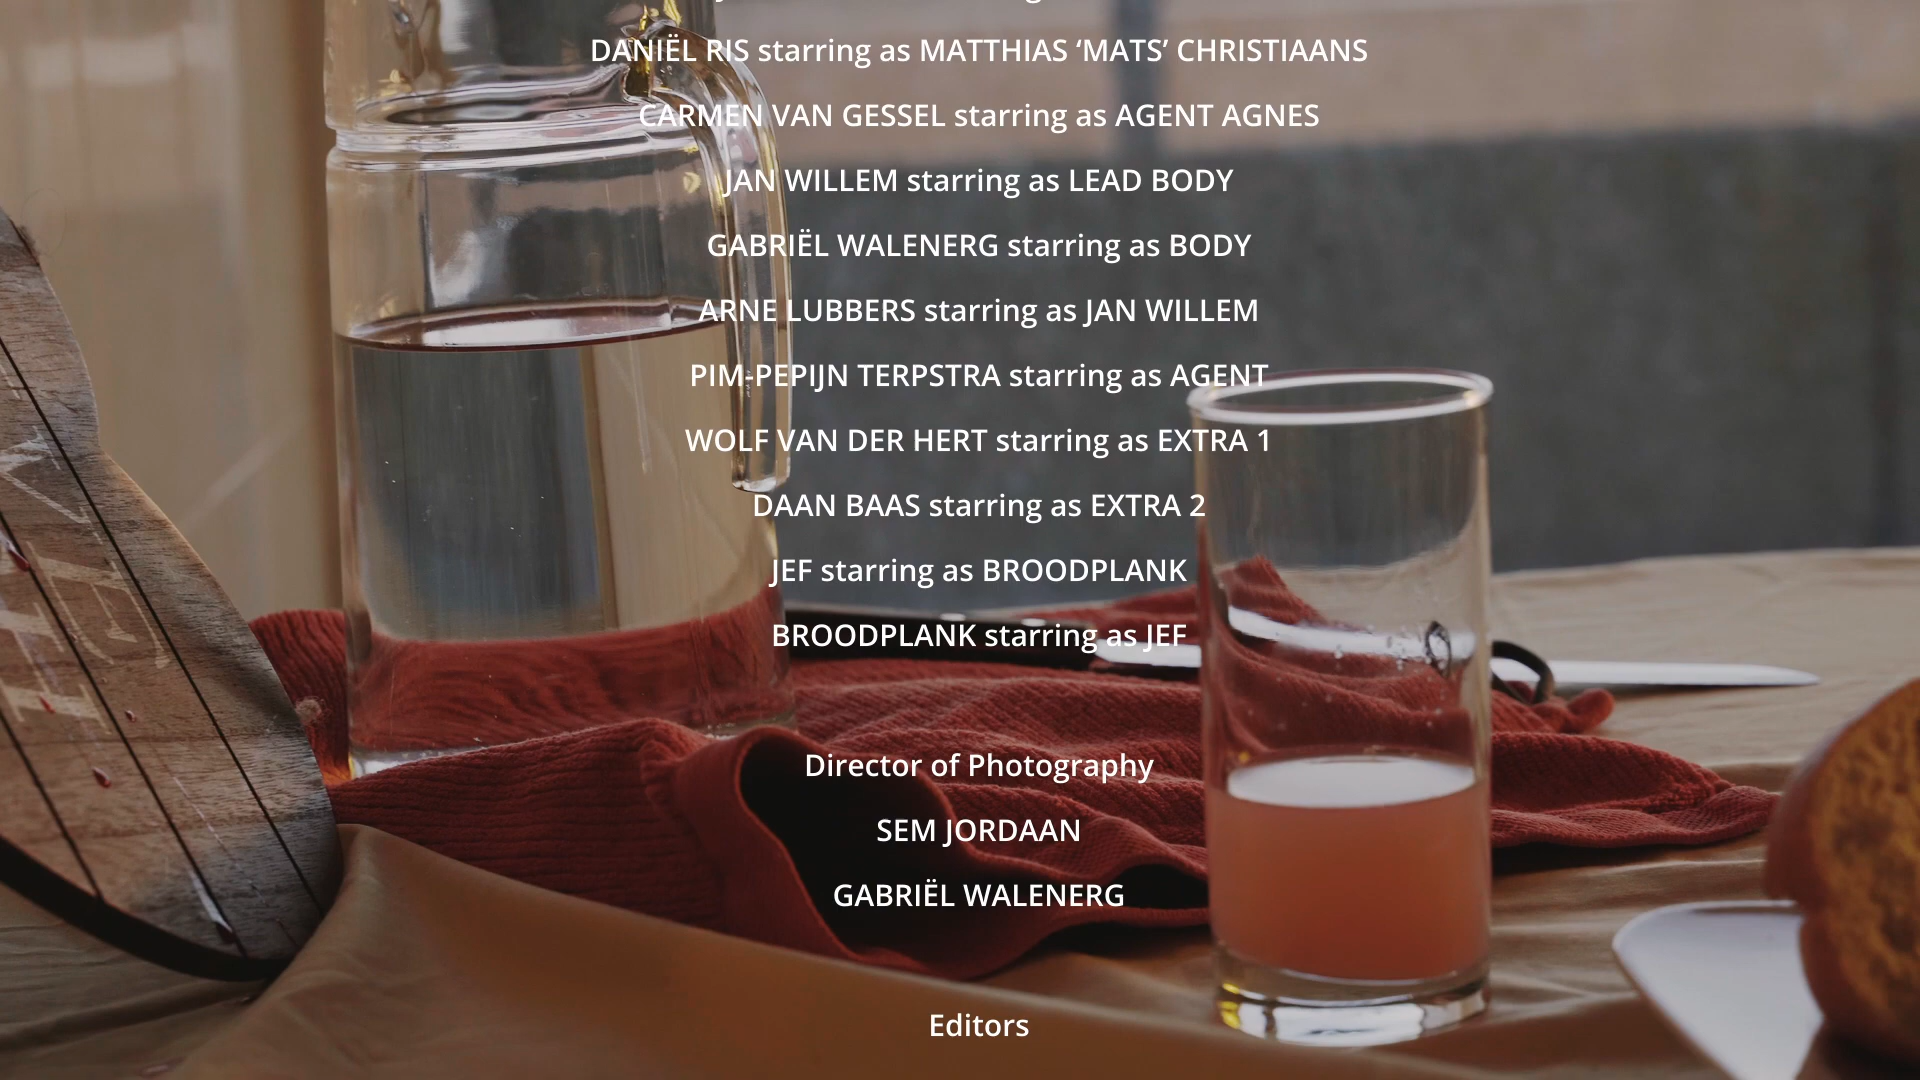 DANIËL RIS starring as MATTHIAS ‘MATS’ CHRISTIAANS
CARMEN VAN GESSEL starring as AGENT AGNES
JAN WILLEM starring as LEAD BODY
GABRIËL WALENERG starring as BODY
ARNE LUBBERS starring as JAN WILLEM
PIM-PEPIJN TERPSTRA starring as AGENT
WOLF VAN DER HERT starring as EXTRA 1
DAAN BAAS starring as EXTRA 2
JEF starring as BROODPLANK
BROODPLANK starring as JEF
Director of Photography
SEM JORDAAN
GABRIËL WALENERG
Editors